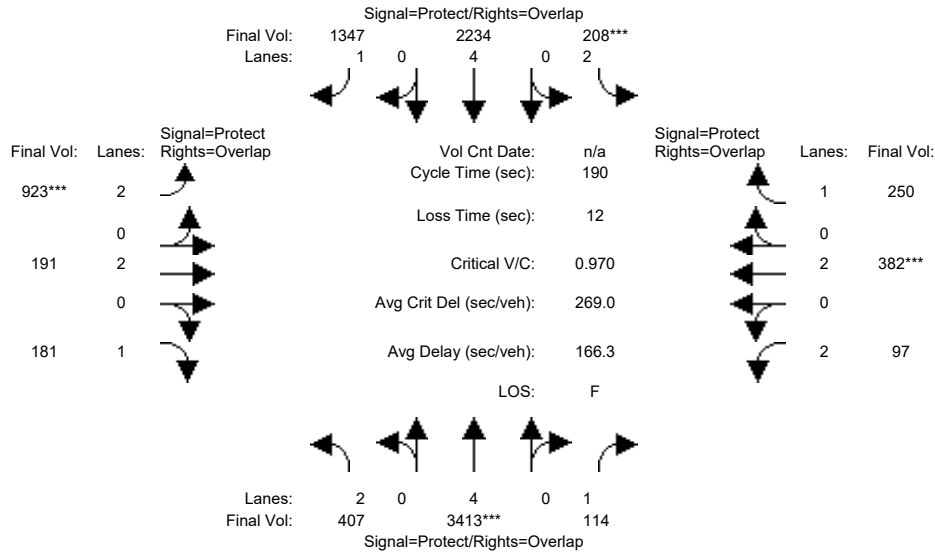 Signal=Protect/Rights=Overlap
Final Vol: 1347 2234 208***
Lanes: 1 0 4 0 2
Signal=Protect Signal=Protect
Final Vol: Lanes: Rights=Overlap Vol Cnt Date: n/a Rights=Overlap Lanes: Final Vol:
Cycle Time (sec): 190
923*** 2 1 250
Loss Time (sec): 12
0 0
191 2 Critical V/C: 0.970 2 382***
0 Avg Crit Del (sec/veh): 269.0 0
181 1 Avg Delay (sec/veh): 166.3 2 97
LOS: F
Lanes: 2 0 4 0 1
Final Vol: 407 3413*** 114
Signal=Protect/Rights=Overlap